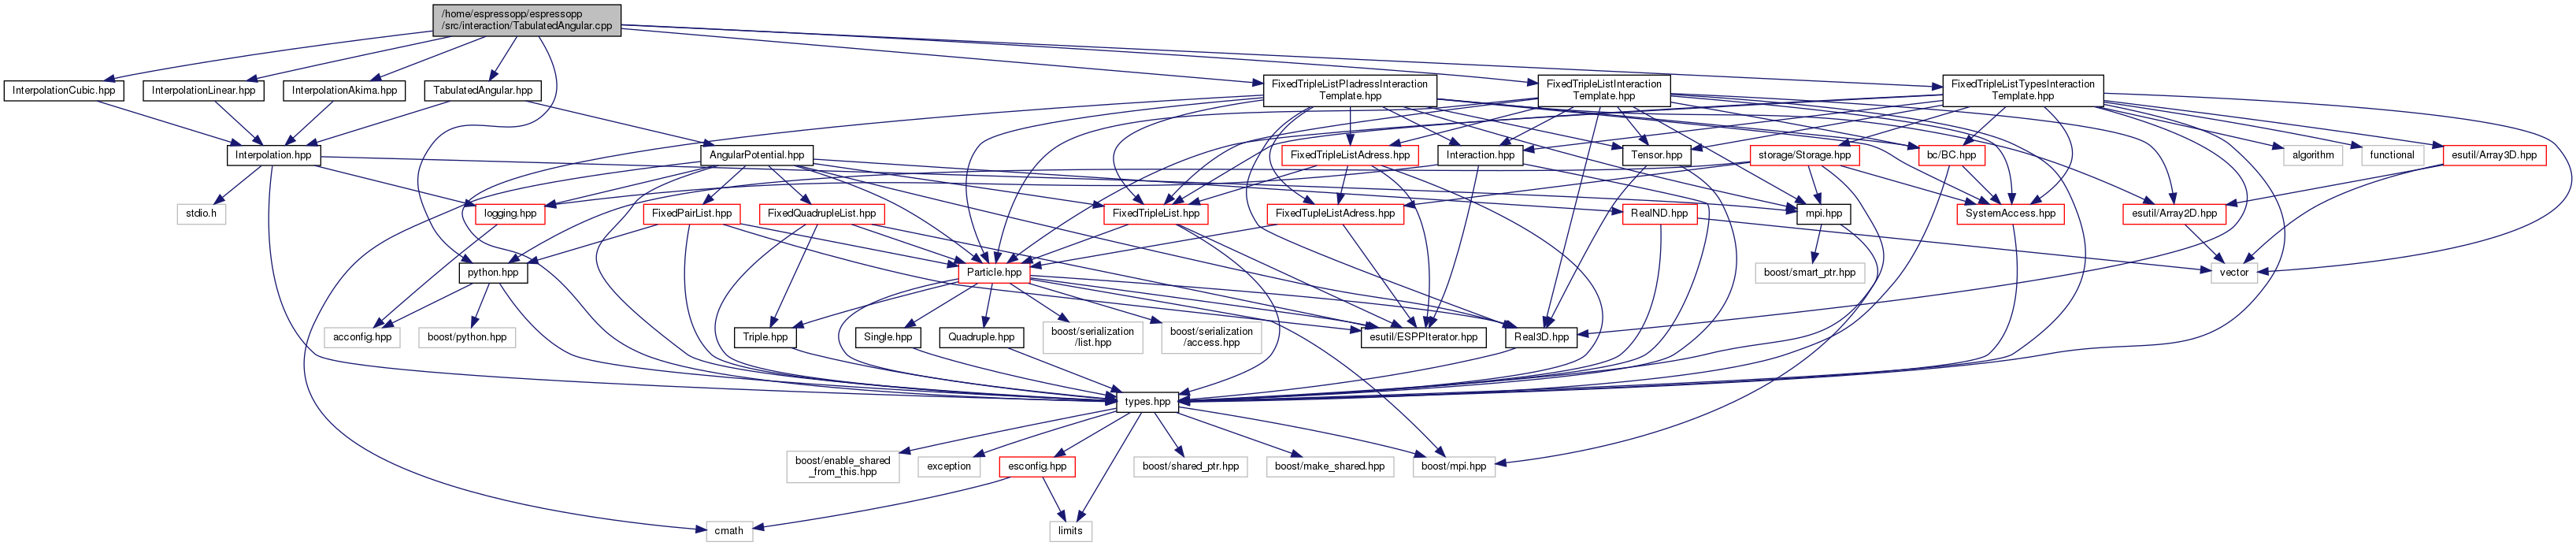 /home/espressopp/espressopp
/src/interaction/TabulatedAngular.cpp
InterpolationCubic.hpp
InterpolationLinear.hpp
InterpolationAkima.hpp
TabulatedAngular.hpp
FixedTripleListPIadressInteraction
Template.hpp
FixedTripleListInteraction
Template.hpp
FixedTripleListTypesInteraction
Template.hpp
Interpolation.hpp
AngularPotential.hpp
FixedTripleListAdress.hpp
Interaction.hpp
Tensor.hpp
storage/Storage.hpp
bc/BC.hpp
algorithm
functional
esutil/Array3D.hpp
stdio.h
logging.hpp
FixedPairList.hpp
FixedQuadrupleList.hpp
FixedTripleList.hpp
FixedTupleListAdress.hpp
RealND.hpp
mpi.hpp
SystemAccess.hpp
esutil/Array2D.hpp
python.hpp
Particle.hpp
boost/smart_ptr.hpp
vector
acconfig.hpp
boost/python.hpp
Triple.hpp
Single.hpp
Quadruple.hpp
boost/serialization
/list.hpp
boost/serialization
/access.hpp
esutil/ESPPIterator.hpp
Real3D.hpp
types.hpp
boost/enable_shared
_from_this.hpp
exception
esconfig.hpp
boost/shared_ptr.hpp
boost/make_shared.hpp
boost/mpi.hpp
cmath
limits